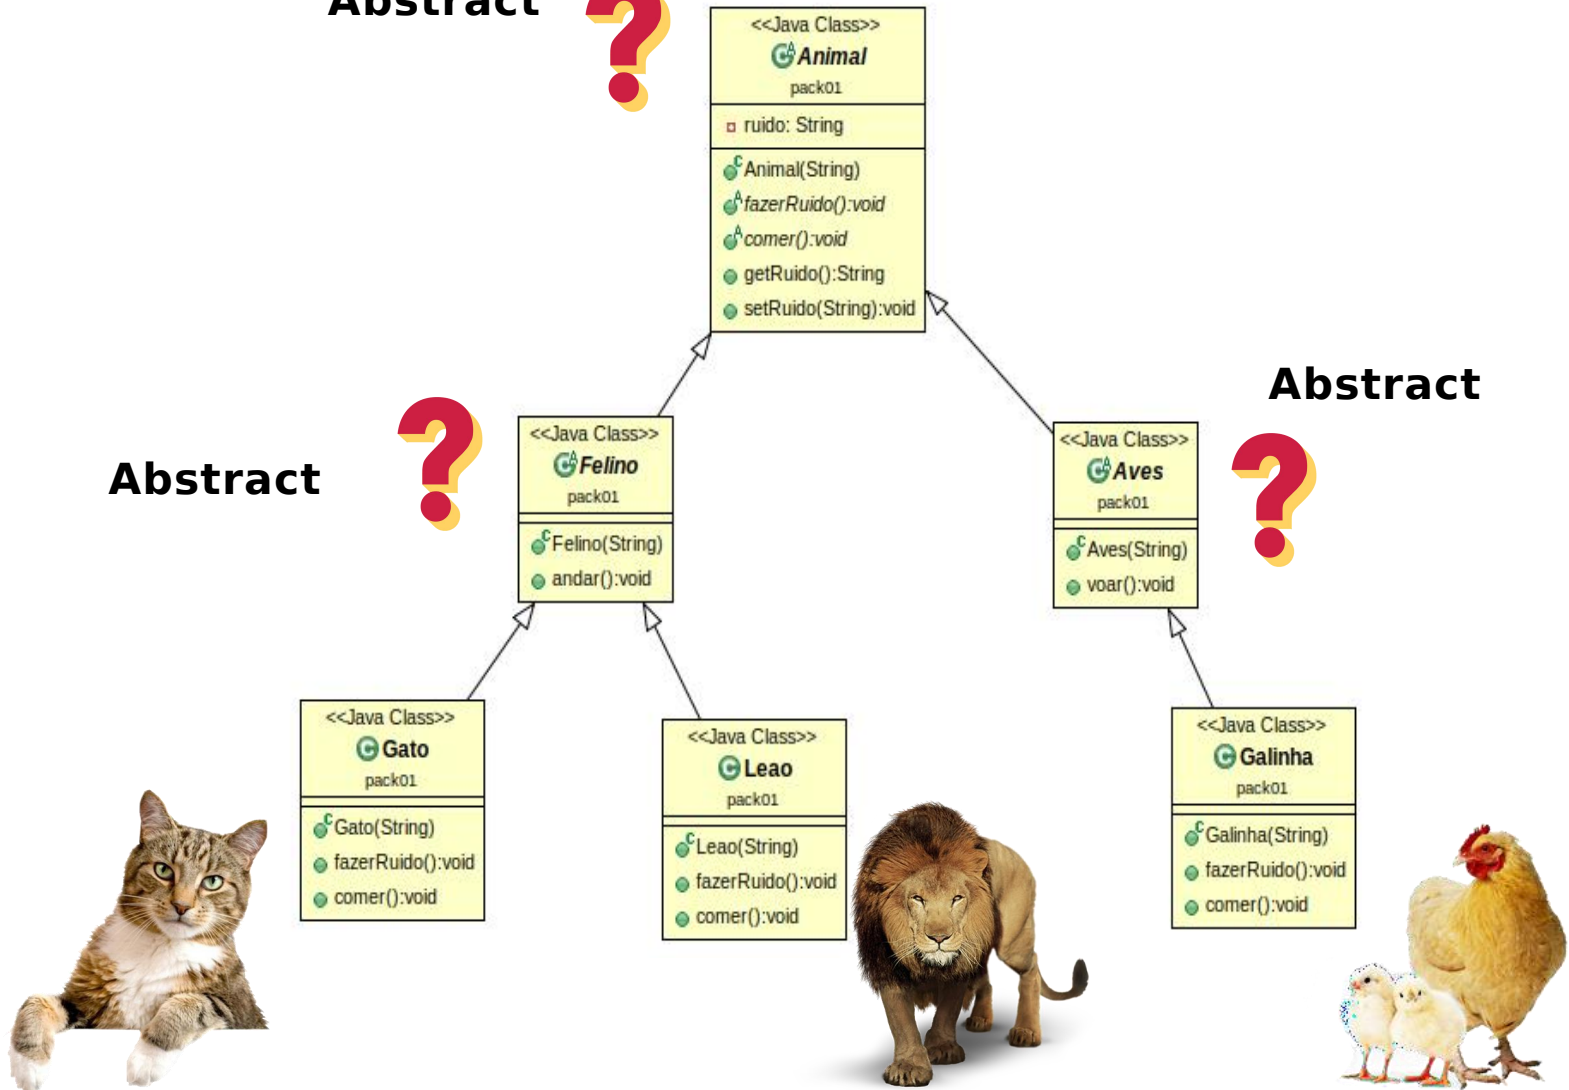 Abstract
<<Java Class>>
Animal
pack01
ruido: String
Animal(String)
fazerRuido():void
comer():void
getRuido():String
setRuido(String):void
Abstract
<<Java Class>>
Felino
pack01
Felino(String)
andar():void
Abstract
<<Java Class>>
Aves
pack01
Aves(String)
voar():void
<<Java Class>>
Gato
pack01
Gato(String)
fazerRuido():void
comer():void
<<Java Class>>
Leao
pack01
Leao(String)
fazerRuido():void
comer():void
<<Java Class>>
Galinha
pack01
Galinha(String)
fazerRuido():void
comer():void